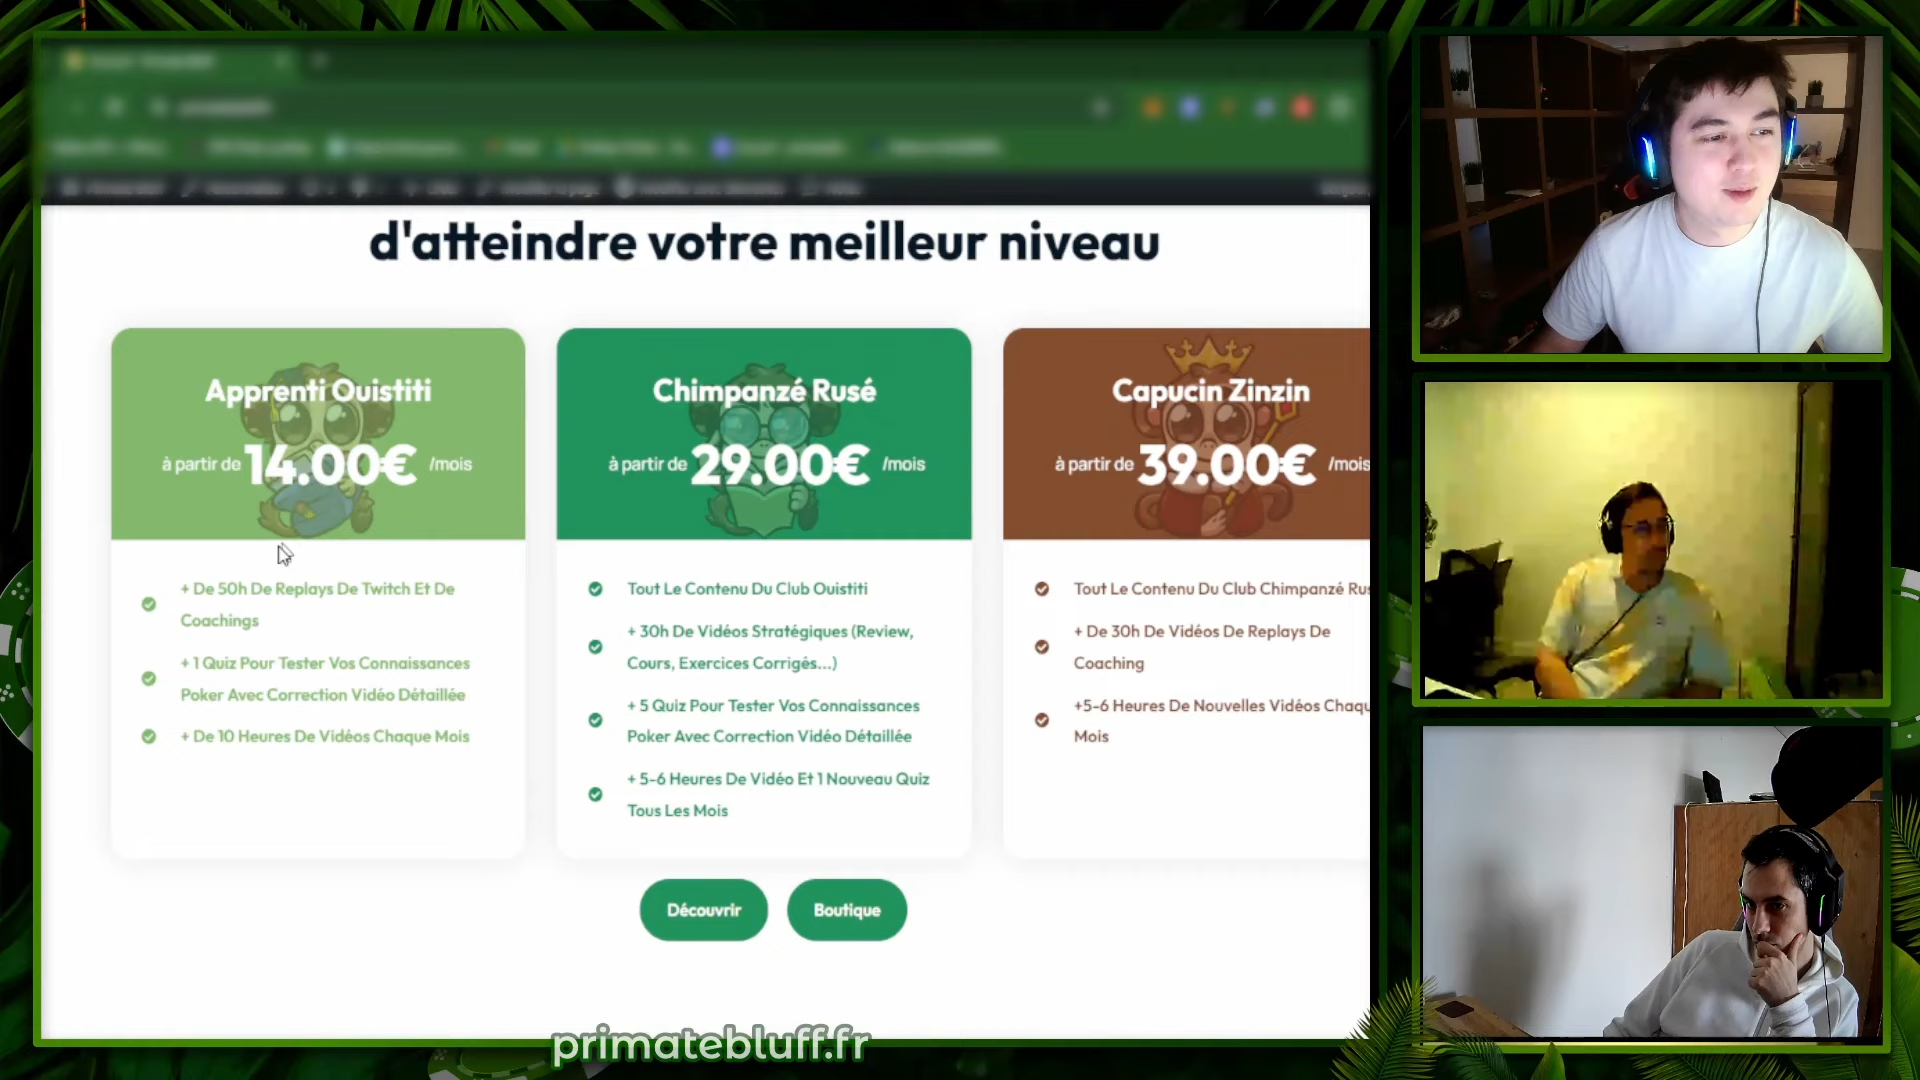 d'atteindre votre meilleur niveau
Apprenti Ouistiti
à partir de 14.00€ /mois
+ De 50h De Replays De Twitch Et De
Coachings
+ 1 Quiz Pour Tester Vos Connaissances
Poker Avec Correction Vidéo Détaillée
+ De 10 Heures De Vidéos Chaque Mois
Chimpanzé Rusé
à partir de 29.00€ /mois
Tout Le Contenu Du Club Ouistiti
+ 30h De Vidéos Stratégiques (Review,
Cours, Exercices Corrigés...)
+ 5 Quiz Pour Tester Vos Connaissances
Poker Avec Correction Vidéo Détaillée
+ 5-6 Heures De Vidéo Et 1 Nouveau Quiz
Tous Les Mois
Capucin Zinzin
à partir de 39.00€ /mois
Tout Le Contenu Du Club Chimpanzé Rus
+ De 30h De Vidéos De Replays De
Coaching
+5-6 Heures De Nouvelles Vidéos Chaqu
Mois
Découvrir
Boutique
primatebluff.fr